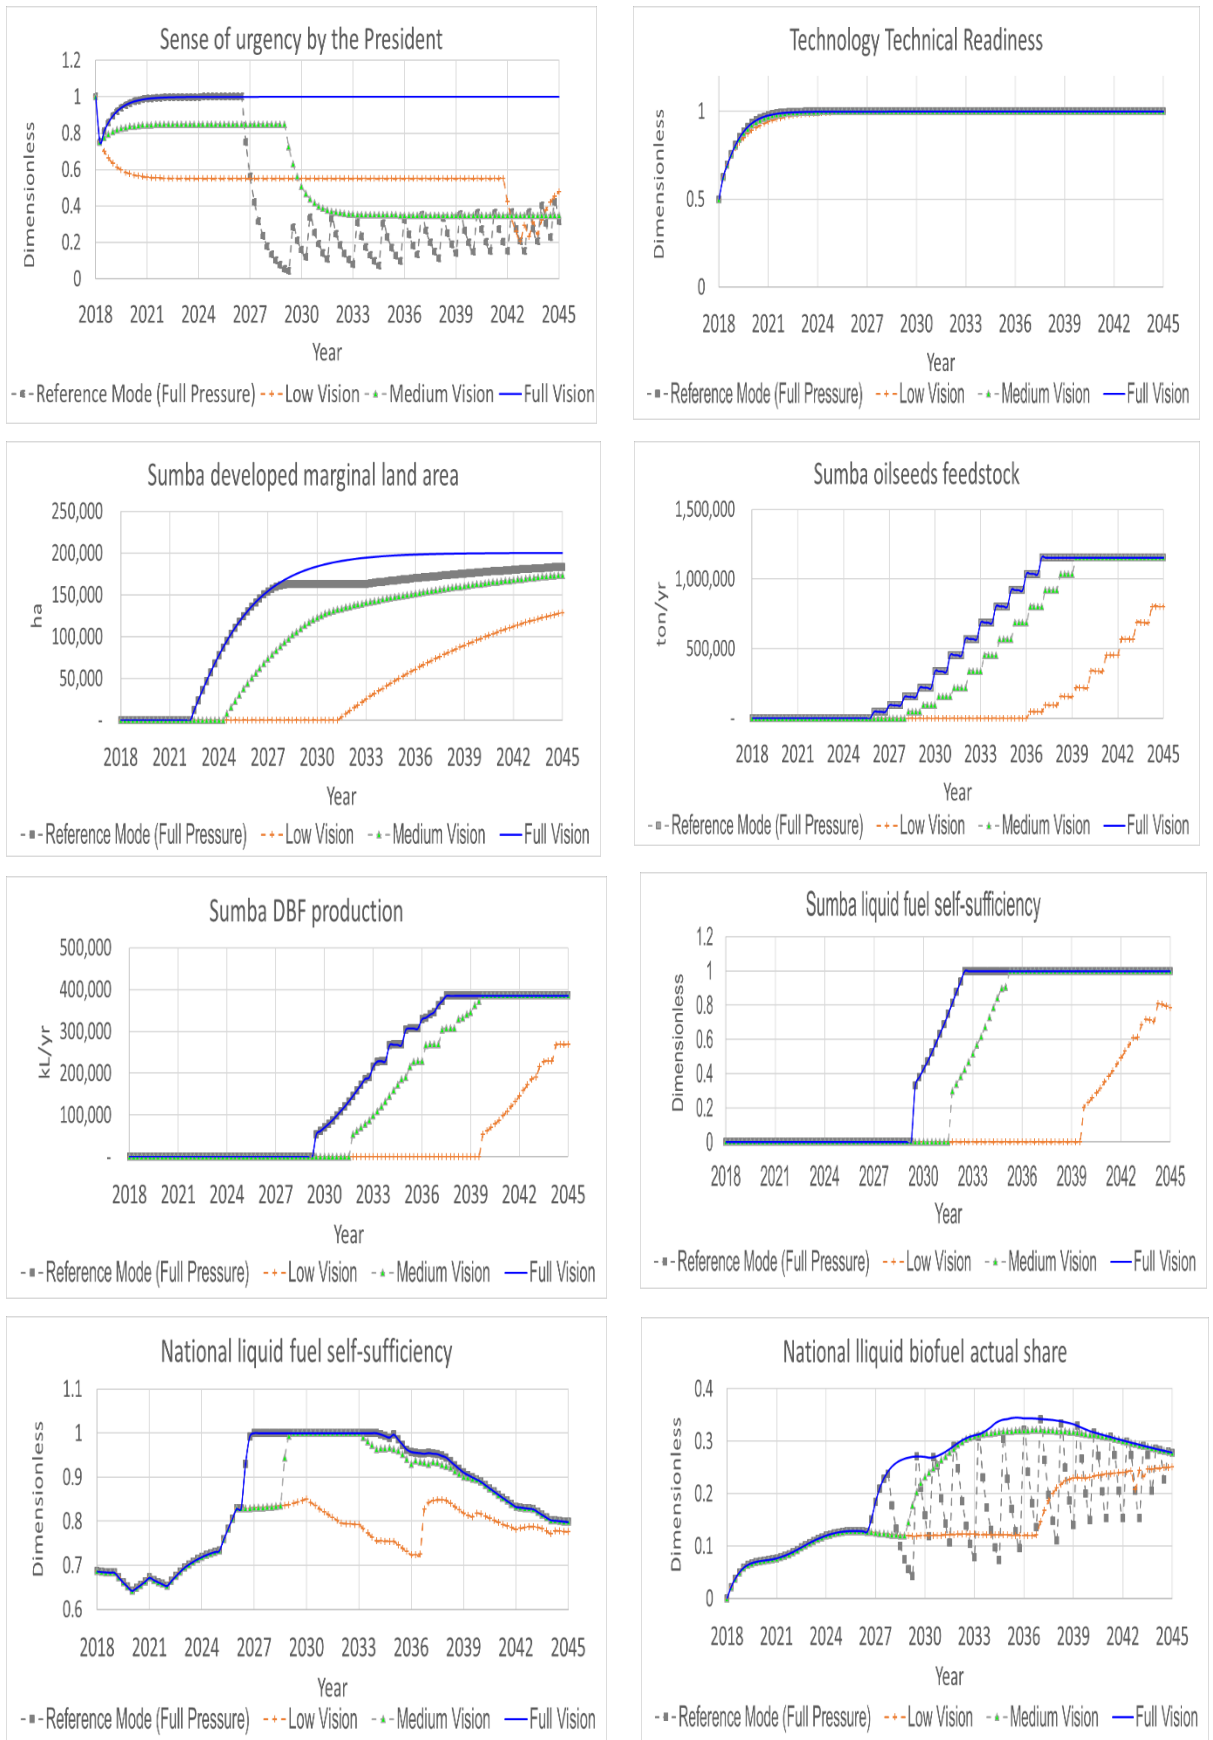 Sense of urgency by the President
1.2
1
0.8
0.6
0.4
0.2
0
Dimensionless
2018 2021 2024 2027 2030 2033 2036 2039 2042 2045
Year
Reference Mode (Full Pressure) Low Vision Medium Vision Full Vision
Technology Technical Readiness
1
0.5
0
Dimensionless
2018 2021 2024 2027 2030 2033 2036 2039 2042 2045
Year
Reference Mode (Full Pressure) Low Vision Medium Vision Full Vision
Sumba developed marginal land area
250,000
200,000
150,000
100,000
50,000
-
ha
2018 2021 2024 2027 2030 2033 2036 2039 2042 2045
Year
Reference Mode (Full Pressure) Low Vision Medium Vision Full Vision
Sumba oilseeds feedstock
1,500,000
1,000,000
500,000
-
ton/yr
2018 2021 2024 2027 2030 2033 2036 2039 2042 2045
Year
Reference Mode (Full Pressure) Low Vision Medium Vision Full Vision
Sumba DBF production
500,000
400,000
300,000
200,000
100,000
-
kL/yr
2018 2021 2024 2027 2030 2033 2036 2039 2042 2045
Year
Reference Mode (Full Pressure) Low Vision Medium Vision Full Vision
Sumba liquid fuel self-sufficiency
1.2
1
0.8
0.6
0.4
0.2
0
Dimensionless
2018 2021 2024 2027 2030 2033 2036 2039 2042 2045
Year
Reference Mode (Full Pressure) Low Vision Medium Vision Full Vision
National liquid fuel self-sufficiency
1.1
1
0.9
0.8
0.7
0.6
Dimensionless
2018 2021 2024 2027 2030 2033 2036 2039 2042 2045
Year
Reference Mode (Full Pressure) Low Vision Medium Vision Full Vision
National lliquid biofuel actual share
0.4
0.3
0.2
0.1
0
Dimensionless
2018 2021 2024 2027 2030 2033 2036 2039 2042 2045
Year
Reference Mode (Full Pressure) Low Vision Medium Vision Full Vision